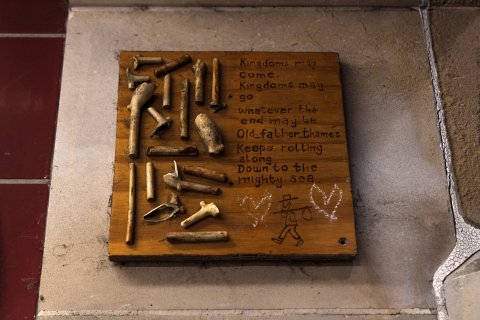 Kingdoms may
come,
Kingdoms may
go
whatever the
end may be
Old father thames
Keeps rolling
along
Down to the
mighty sea